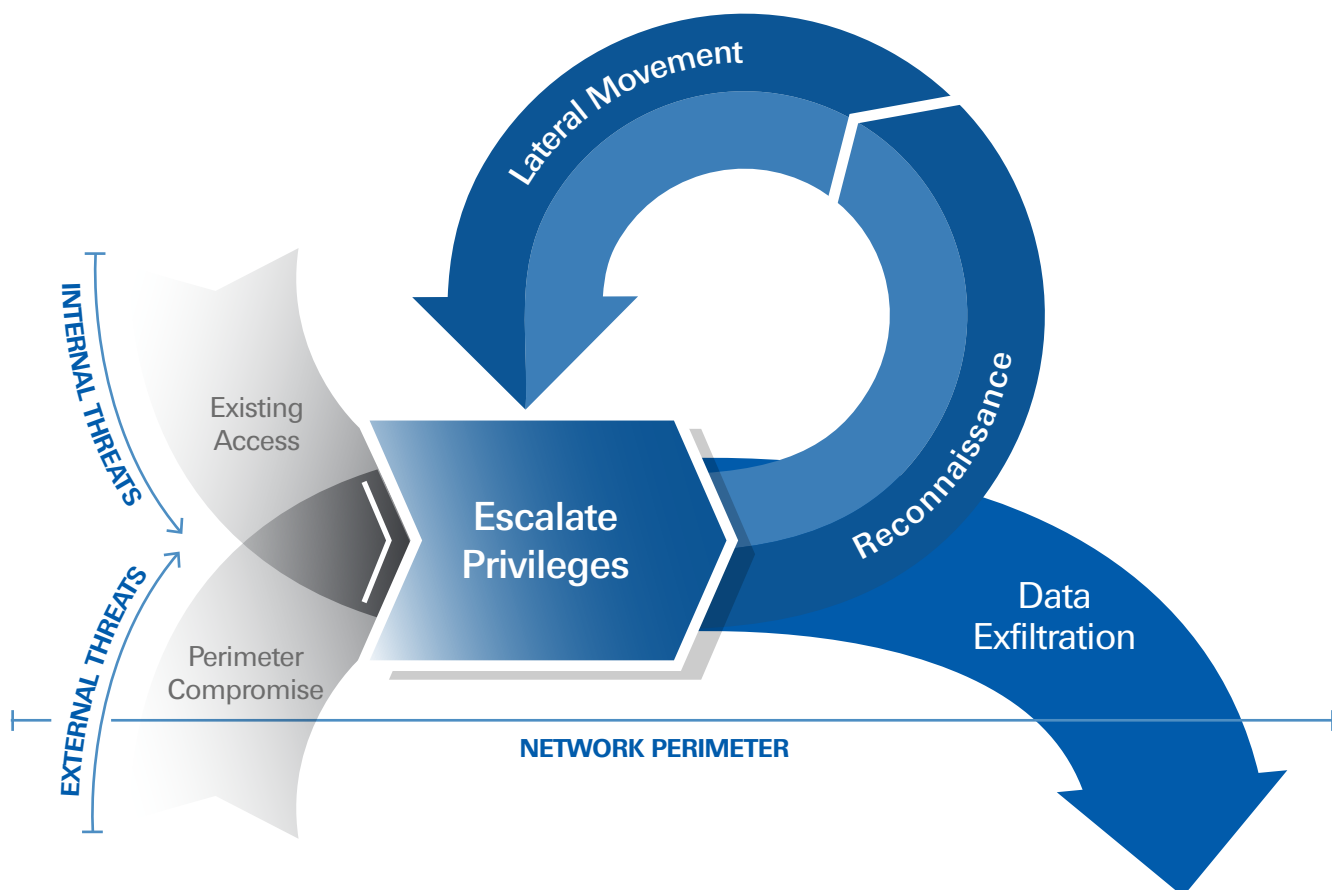 Lateral Movement
Reconnaissance
INTERNAL THREATS
Existing
Access
Escalate
Privileges
EXTERNAL THREATS
Perimeter
Compromise
Data
Exfiltration
NETWORK PERIMETER